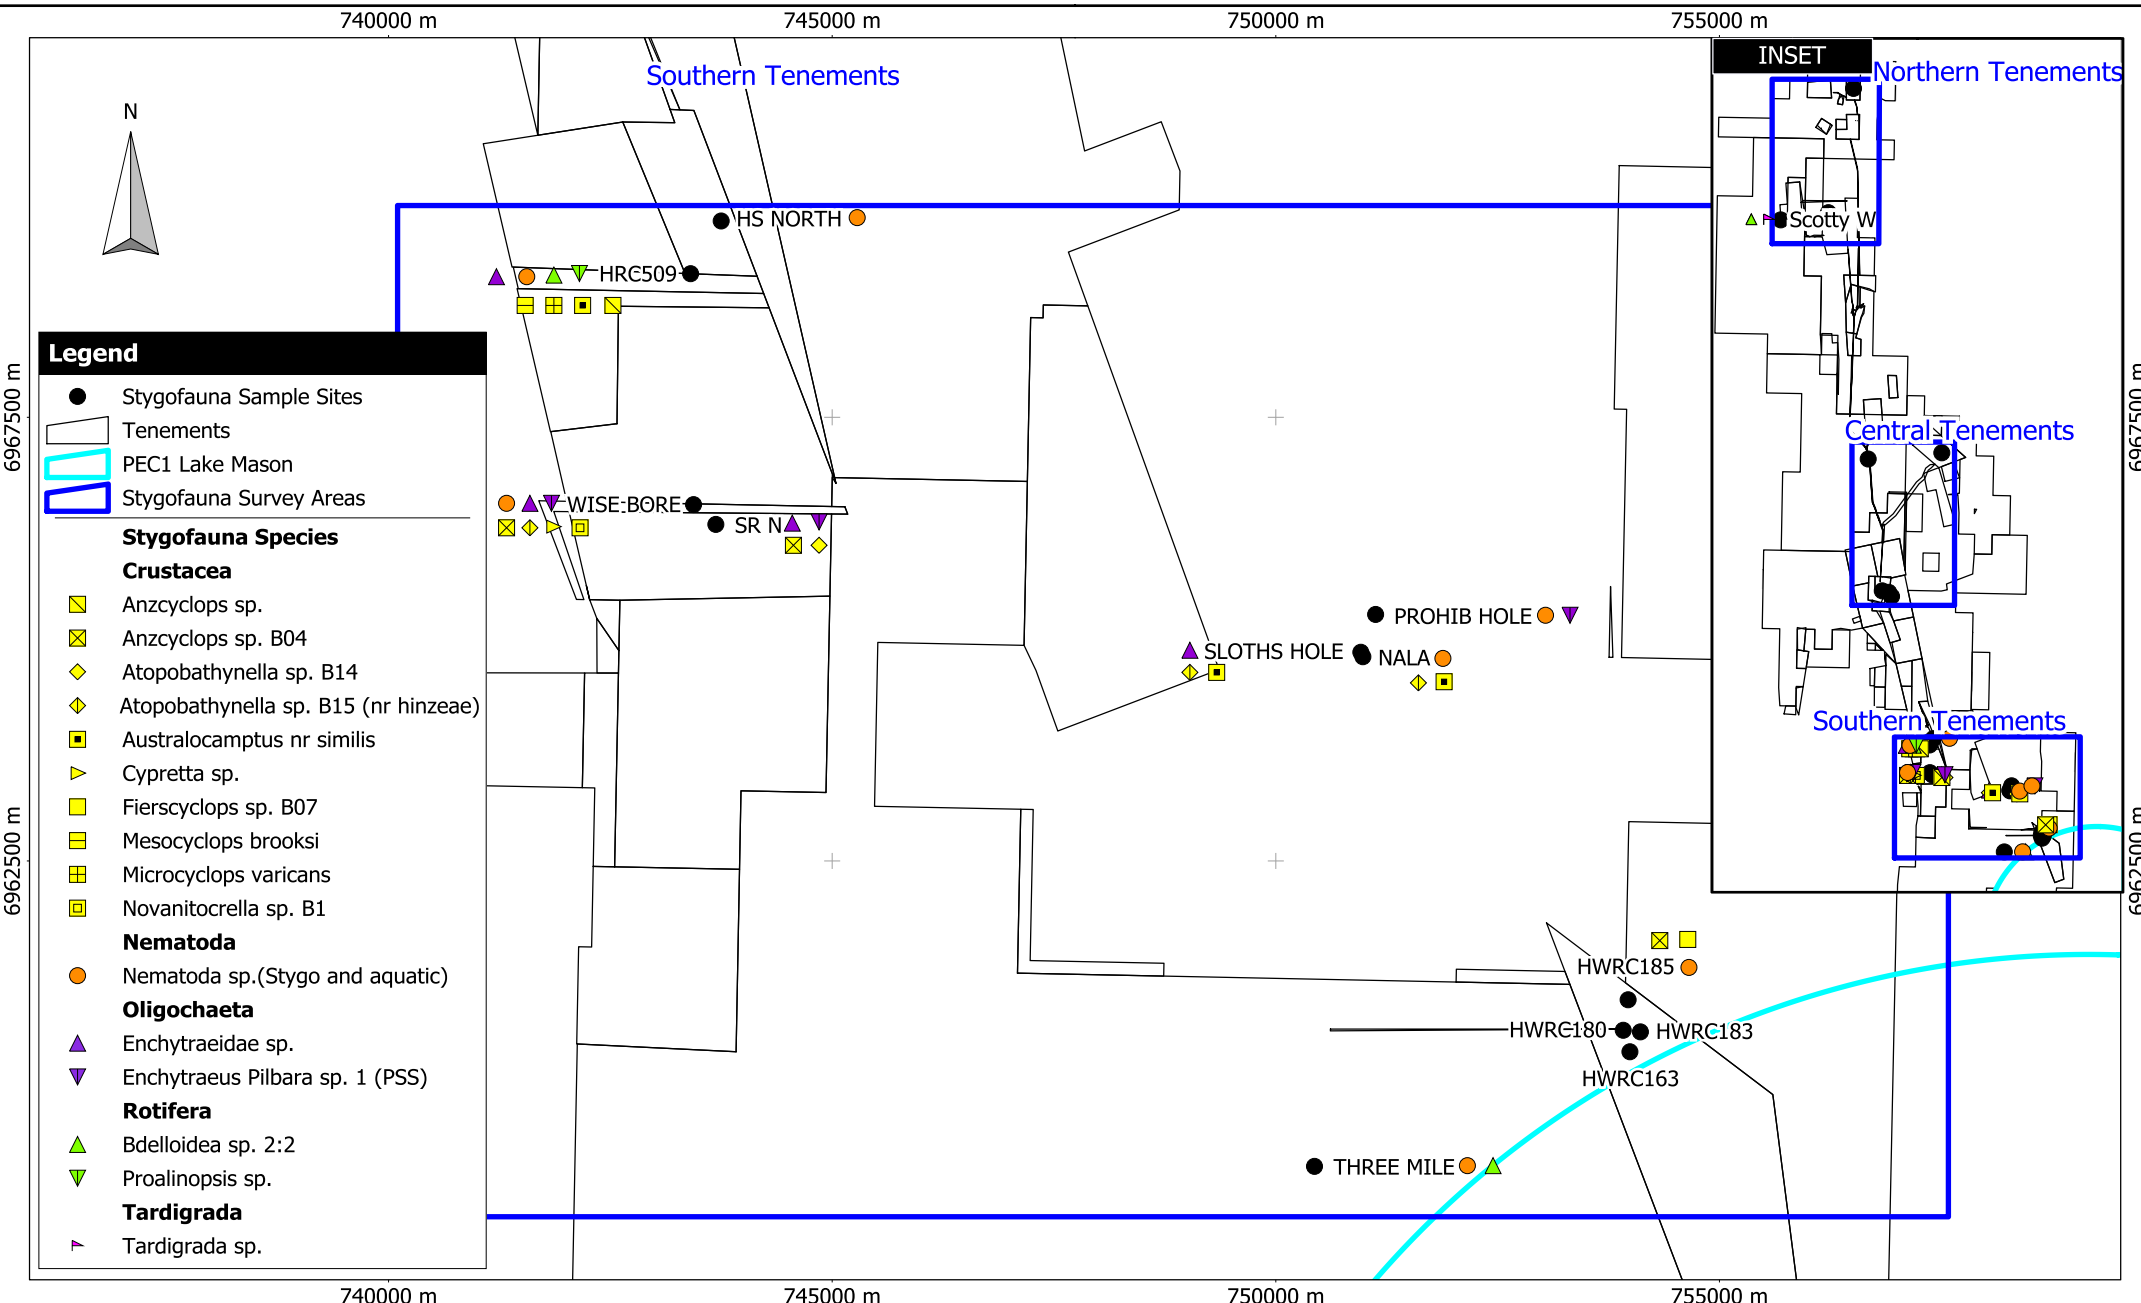 740000 m
745000 m
750000 m
755000 m
INSET
Southern Tenements
Northern Tenements
N
HS NORTH
Scotty W
HRC509
6967500 m
6967500 m
Legend
Stygofauna Sample Sites
Tenements
PEC1 Lake Mason
Stygofauna Survey Areas
Stygofauna Species
Crustacea
Anzcyclops sp.
Anzcyclops sp. B04
Atopobathynella sp. B14
Atopobathynella sp. B15 (nr hinzeae)
Australocamptus nr similis
Cypretta sp.
Fierscyclops sp. B07
Mesocyclops brooksi
Microcyclops varicans
Novanitocrella sp. B1
Nematoda
Nematoda sp.(Stygo and aquatic)
Oligochaeta
Enchytraeidae sp.
Enchytraeus Pilbara sp. 1 (PSS)
Rotifera
Bdelloidea sp. 2:2
Proalinopsis sp.
Tardigrada
Tardigrada sp.
Central Tenements
WISE BORE
SR N
PROHIB HOLE
SLOTHS HOLE
NALA
Southern Tenements
6962500 m
6962500 m
HWRC185
HWRC180
HWRC183
HWRC163
THREE MILE
740000 m
745000 m
750000 m
755000 m